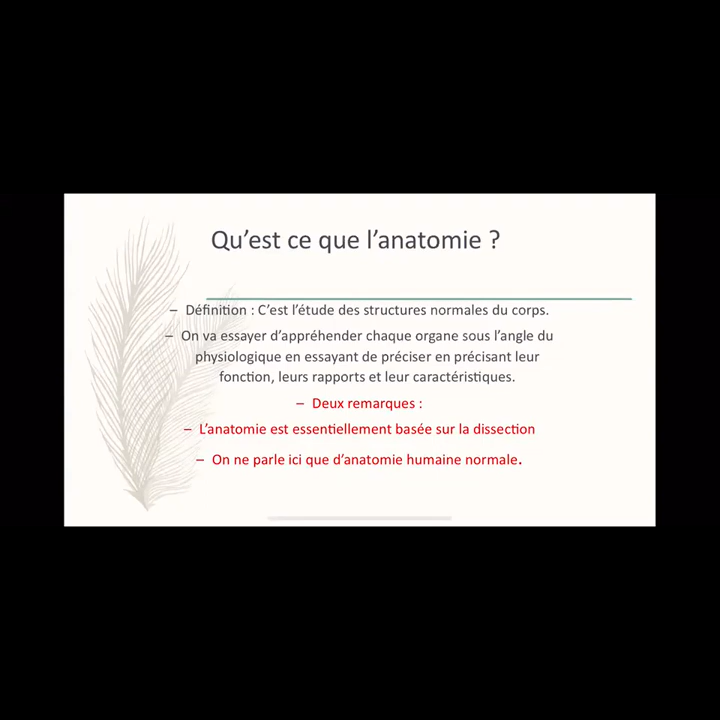 Qu’est ce que l’anatomie ?
– Définition : C’est l’étude des structures normales du corps.
– On va essayer d’appréhender chaque organe sous l’angle du
physiologique en essayant de préciser en précisant leur
fonction, leurs rapports et leur caractéristiques.
– Deux remarques :
– L’anatomie est essentiellement basée sur la dissection
– On ne parle ici que d’anatomie humaine normale.